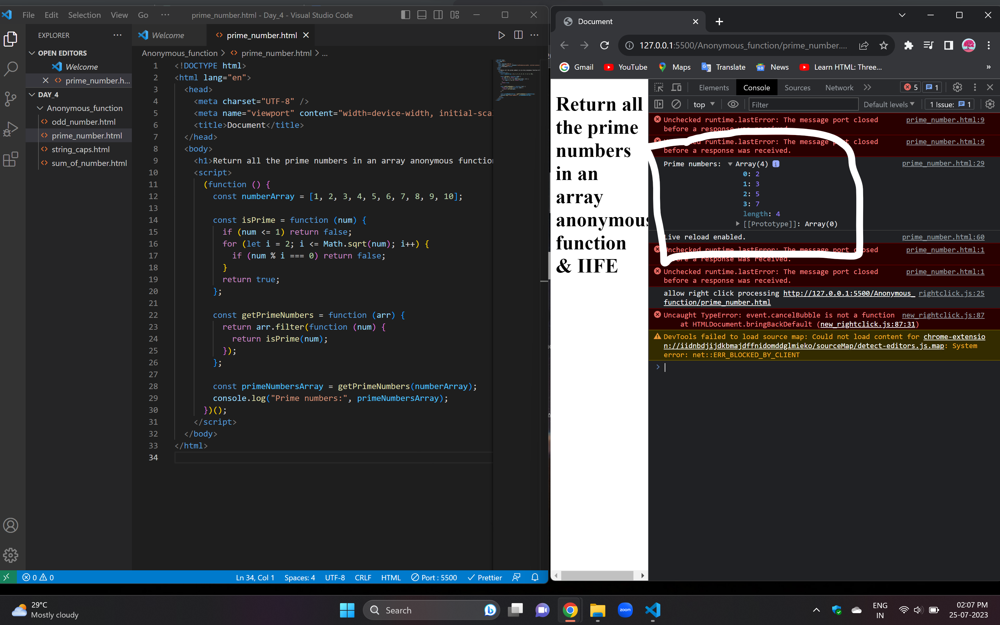 File Edit Selection View Go ··· prime_number.html - Day_4 - Visual Studio Code
EXPLORER ···
OPEN EDITORS
Welcome
prime_number.h...
DAY_4
Anonymous_function
odd_number.html
prime_number.html
string_caps.html
sum_of_number.html
Welcome prime_number.html
Anonymous_function > prime_number.html > ...
1 <!DOCTYPE html>
2 <html lang="en">
3 <head>
4 <meta charset="UTF-8" />
5 <meta name="viewport" content="width=device-width, initial-scal
6 <title>Document</title>
7 </head>
8 <body>
9 <h1>Return all the prime numbers in an array anonymous function
10 <script>
11 (function () {
12 const numberArray = [1, 2, 3, 4, 5, 6, 7, 8, 9, 10];
13
14 const isPrime = function (num) {
15 if (num <= 1) return false;
16 for (let i = 2; i <= Math.sqrt(num); i++) {
17 if (num % i === 0) return false;
18 }
19 return true;
20 };
21
22 const getPrimeNumbers = function (arr) {
23 return arr.filter(function (num) {
24 return isPrime(num);
25 });
26 };
27
28 const primeNumbersArray = getPrimeNumbers(numberArray);
29 console.log("Prime numbers:", primeNumbersArray);
30 })();
31 </script>
32 </body>
33 </html>
34
0 0 Ln 34, Col 1 Spaces: 4 UTF-8 CRLF HTML Port : 5500 Prettier
Document
127.0.0.1:5500/Anonymous_function/prime_number....
Gmail YouTube Maps Translate News Learn HTML: Three... »
Return all
the prime
numbers
in an
array
anonymous
function
& IIFE
Elements Console Sources Network 5 1
top Filter Default levels 1 Issue: 1
Unchecked runtime.lastError: The message port closed prime_number.html:9
before a response was received.
Unchecked runtime.lastError: The message port closed prime_number.html:9
before a response was received.
Prime numbers: Array(4) i prime_number.html:29
0: 2
1: 3
2: 5
3: 7
length: 4
[[Prototype]]: Array(0)
Live reload enabled. prime_number.html:60
Unchecked runtime.lastError: The message port closed prime_number.html:1
before a response was received.
Unchecked runtime.lastError: The message port closed prime_number.html:1
before a response was received.
allow right click processing http://127.0.0.1:5500/Anonymous_ rightclick.js:25
function/prime_number.html
Uncaught TypeError: event.cancelBubble is not a function new_rightclick.js:87
at HTMLDocument.bringBackDefault (new_rightclick.js:87:31)
DevTools failed to load source map: Could not load content for chrome-extensio
n://iidnbdjijdkbmajdffnidomddglmieko/sourceMap/detect-editors.js.map: System
error: net::ERR_BLOCKED_BY_CLIENT
29°C
Mostly cloudy
Search
zoom
ENG
IN
02:07 PM
25-07-2023